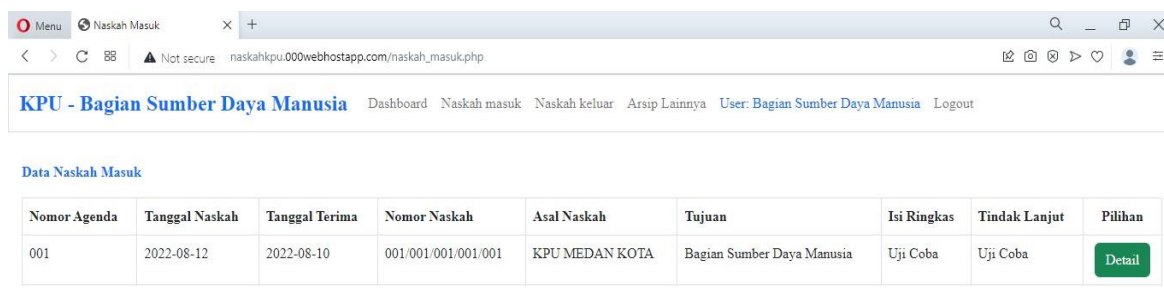 Menu Naskah Masuk
Not secure naskahkpu.000webhostapp.com/naskah_masuk.php
KPU - Bagian Sumber Daya Manusia Dashboard Naskah masuk Naskah keluar Arsip Lainnya User: Bagian Sumber Daya Manusia Logout
Data Naskah Masuk
Nomor Agenda Tanggal Naskah Tanggal Terima Nomor Naskah Asal Naskah Tujuan Isi Ringkas Tindak Lanjut Pilihan
001 2022-08-12 2022-08-10 001/001/001/001/001 KPU MEDAN KOTA Bagian Sumber Daya Manusia Uji Coba Uji Coba Detail